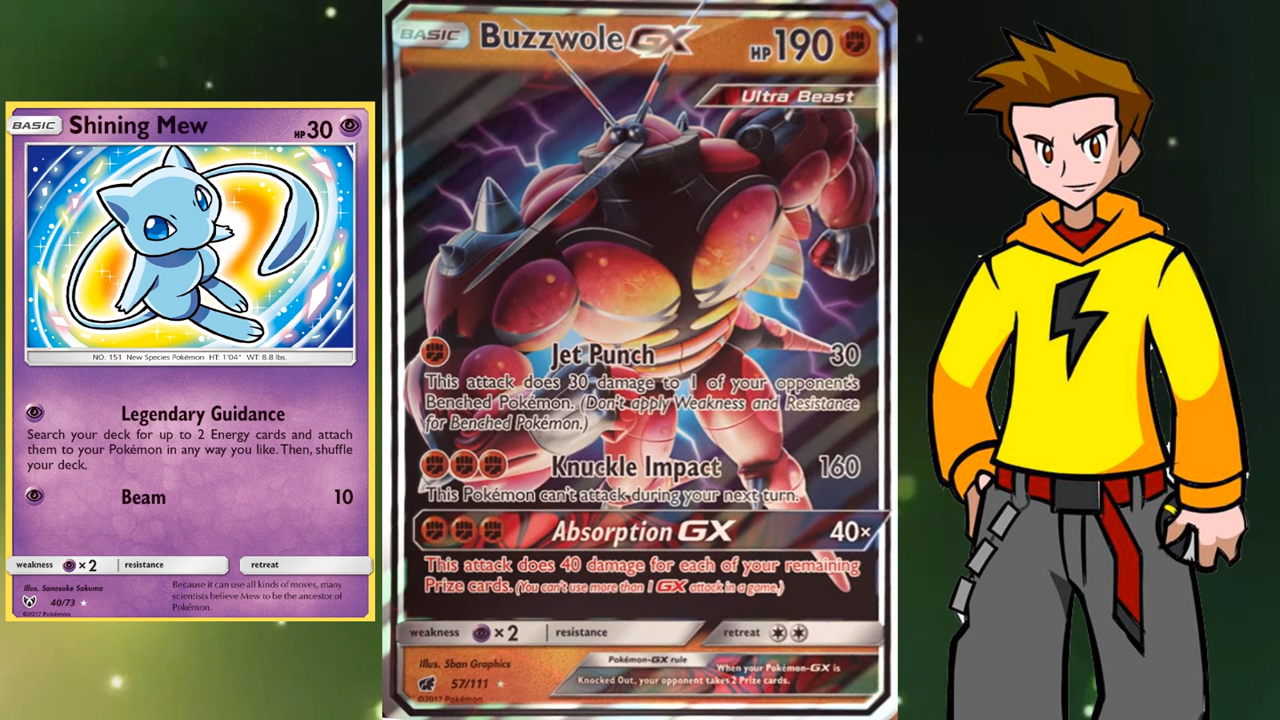 BASIC Shining Mew HP 30
NO. 151 New Species Pokémon HT: 1'04" WT: 8.8 lbs.
Legendary Guidance
Search your deck for up to 2 Energy cards and attach
them to your Pokémon in any way you like. Then, shuffle
your deck.
Beam 10
weakness ×2 resistance retreat
Illus. Sanosuke Sakuma
40/73
©2017 Pokémon
Because it can use all kinds of moves, many
scientists believe Mew to be the ancestor of
Pokémon.
BASIC Buzzwole GX HP 190
Ultra Beast
Jet Punch 30
This attack does 30 damage to 1 of your opponent's
Benched Pokémon. (Don't apply Weakness and Resistance
for Benched Pokémon.)
Knuckle Impact 160
This Pokémon can't attack during your next turn.
Absorption GX 40×
This attack does 40 damage for each of your remaining
Prize cards. (You can't use more than 1 GX attack in a game.)
weakness ×2 resistance retreat
Illus. 5ban Graphics
57/111
©2017 Pokémon
Pokémon-GX rule
When your Pokémon-GX is
Knocked Out, your opponent takes 2 Prize cards.